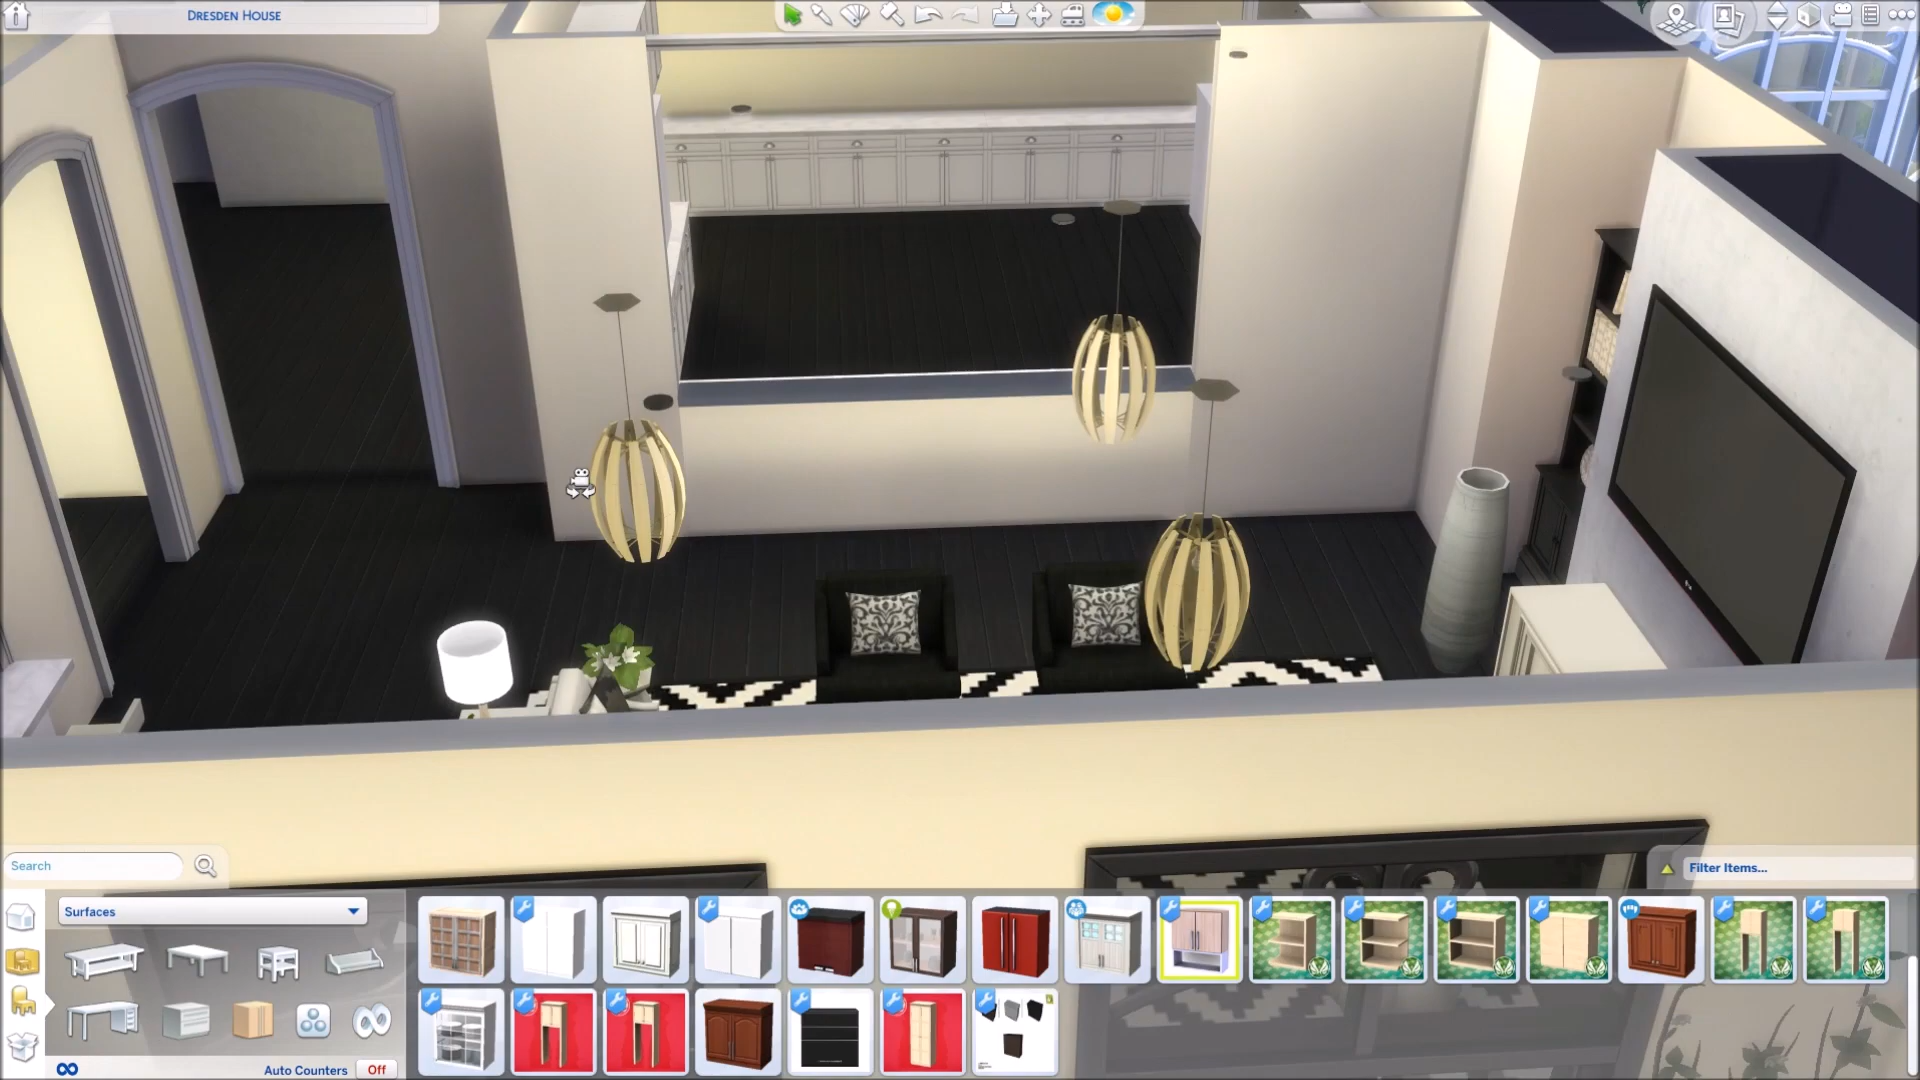 DRESDEN HOUSE
Search
Filter Items...
Surfaces
Auto Counters
Off